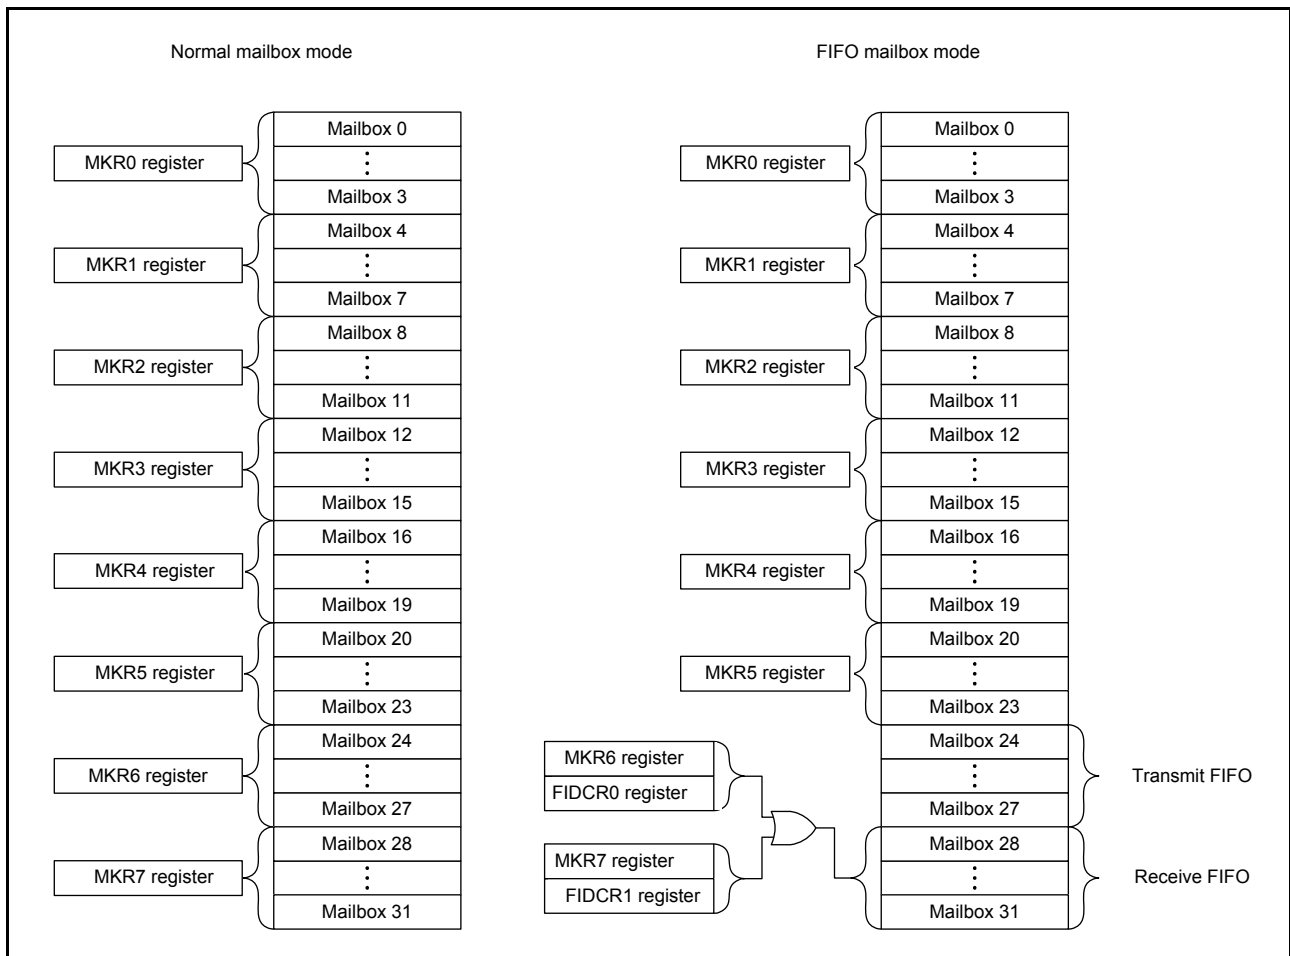 Normal mailbox mode
Mailbox 0
MKR0 register
Mailbox 3
Mailbox 4
MKR1 register
Mailbox 7
Mailbox 8
MKR2 register
Mailbox 11
Mailbox 12
MKR3 register
Mailbox 15
Mailbox 16
MKR4 register
Mailbox 19
Mailbox 20
MKR5 register
Mailbox 23
Mailbox 24
MKR6 register
Mailbox 27
Mailbox 28
MKR7 register
Mailbox 31
FIFO mailbox mode
Mailbox 0
MKR0 register
Mailbox 3
Mailbox 4
MKR1 register
Mailbox 7
Mailbox 8
MKR2 register
Mailbox 11
Mailbox 12
MKR3 register
Mailbox 15
Mailbox 16
MKR4 register
Mailbox 19
Mailbox 20
MKR5 register
Mailbox 23
Mailbox 24
MKR6 register
Transmit FIFO
FIDCR0 register
Mailbox 27
Mailbox 28
MKR7 register
Receive FIFO
FIDCR1 register
Mailbox 31